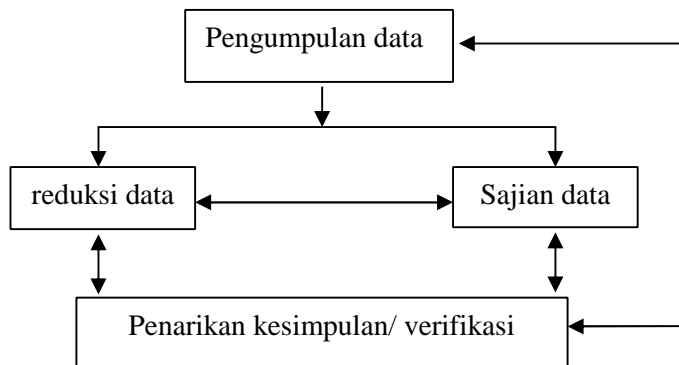 Pengumpulan data
reduksi data
Sajian data
Penarikan kesimpulan/ verifikasi